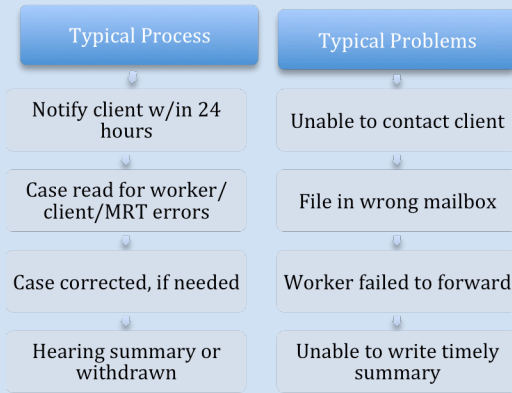 Typical Process
Notify client w/in 24
hours
Case read for worker/
client/MRT errors
Case corrected, if needed
Hearing summary or
withdrawn
Typical Problems
Unable to contact client
File in wrong mailbox
Worker failed to forward
Unable to write timely
summary